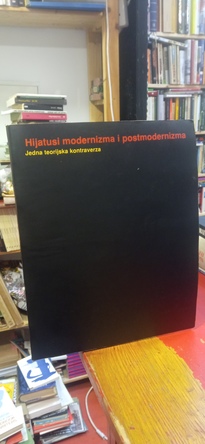 Hijatusi modernizma i postmodernizma
Jedna teorijska kontraverza